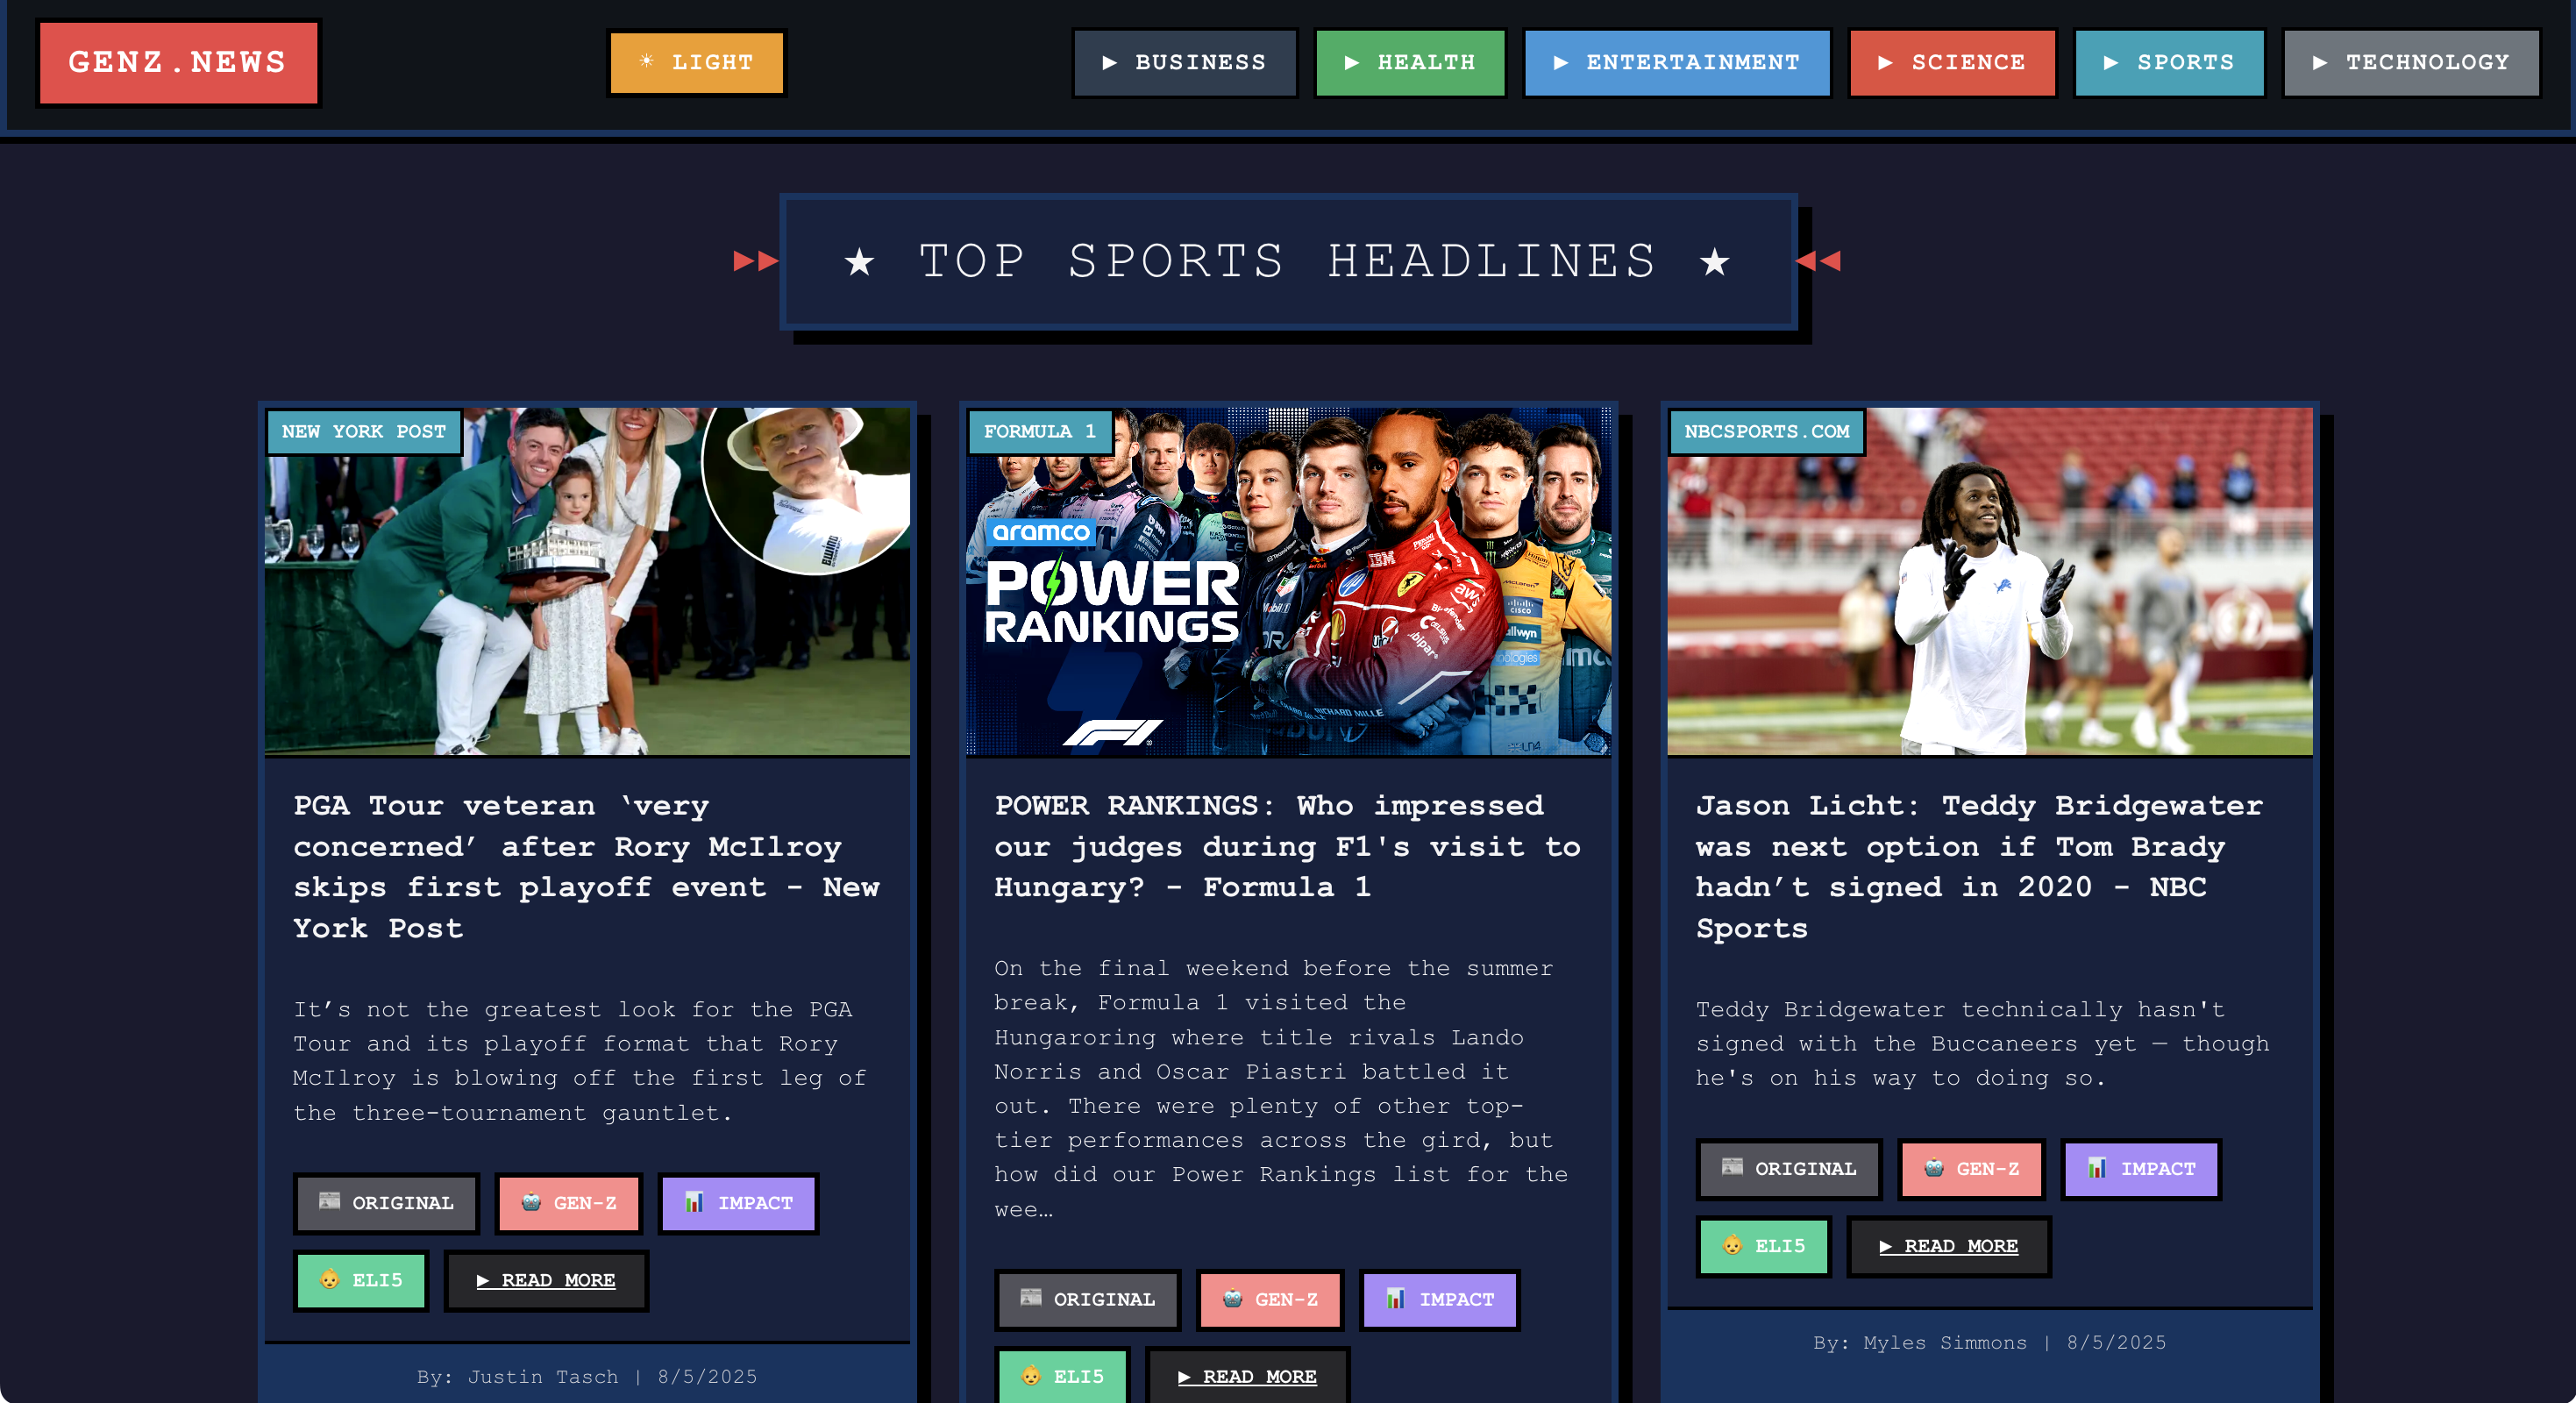 GENZ.NEWS
☀ LIGHT
▶ BUSINESS
▶ HEALTH
▶ ENTERTAINMENT
▶ SCIENCE
▶ SPORTS
▶ TECHNOLOGY
▶▶ ★ TOP SPORTS HEADLINES ★ ◀◀
NEW YORK POST
PGA Tour veteran ‘very
concerned’ after Rory McIlroy
skips first playoff event - New
York Post
It’s not the greatest look for the PGA
Tour and its playoff format that Rory
McIlroy is blowing off the first leg of
the three-tournament gauntlet.
📰 ORIGINAL
🤖 GEN-Z
📊 IMPACT
👶 ELI5
▶ READ MORE
By: Justin Tasch | 8/5/2025
FORMULA 1
aramco
POWER
RANKINGS
F1
IBM
hp
CISCO
RICHARD MILLE
LN4
POWER RANKINGS: Who impressed
our judges during F1's visit to
Hungary? - Formula 1
On the final weekend before the summer
break, Formula 1 visited the
Hungaroring where title rivals Lando
Norris and Oscar Piastri battled it
out. There were plenty of other top-
tier performances across the gird, but
how did our Power Rankings list for the
wee…
📰 ORIGINAL
🤖 GEN-Z
📊 IMPACT
👶 ELI5
▶ READ MORE
NBCSPORTS.COM
Jason Licht: Teddy Bridgewater
was next option if Tom Brady
hadn’t signed in 2020 - NBC
Sports
Teddy Bridgewater technically hasn't
signed with the Buccaneers yet — though
he's on his way to doing so.
📰 ORIGINAL
🤖 GEN-Z
📊 IMPACT
👶 ELI5
▶ READ MORE
By: Myles Simmons | 8/5/2025